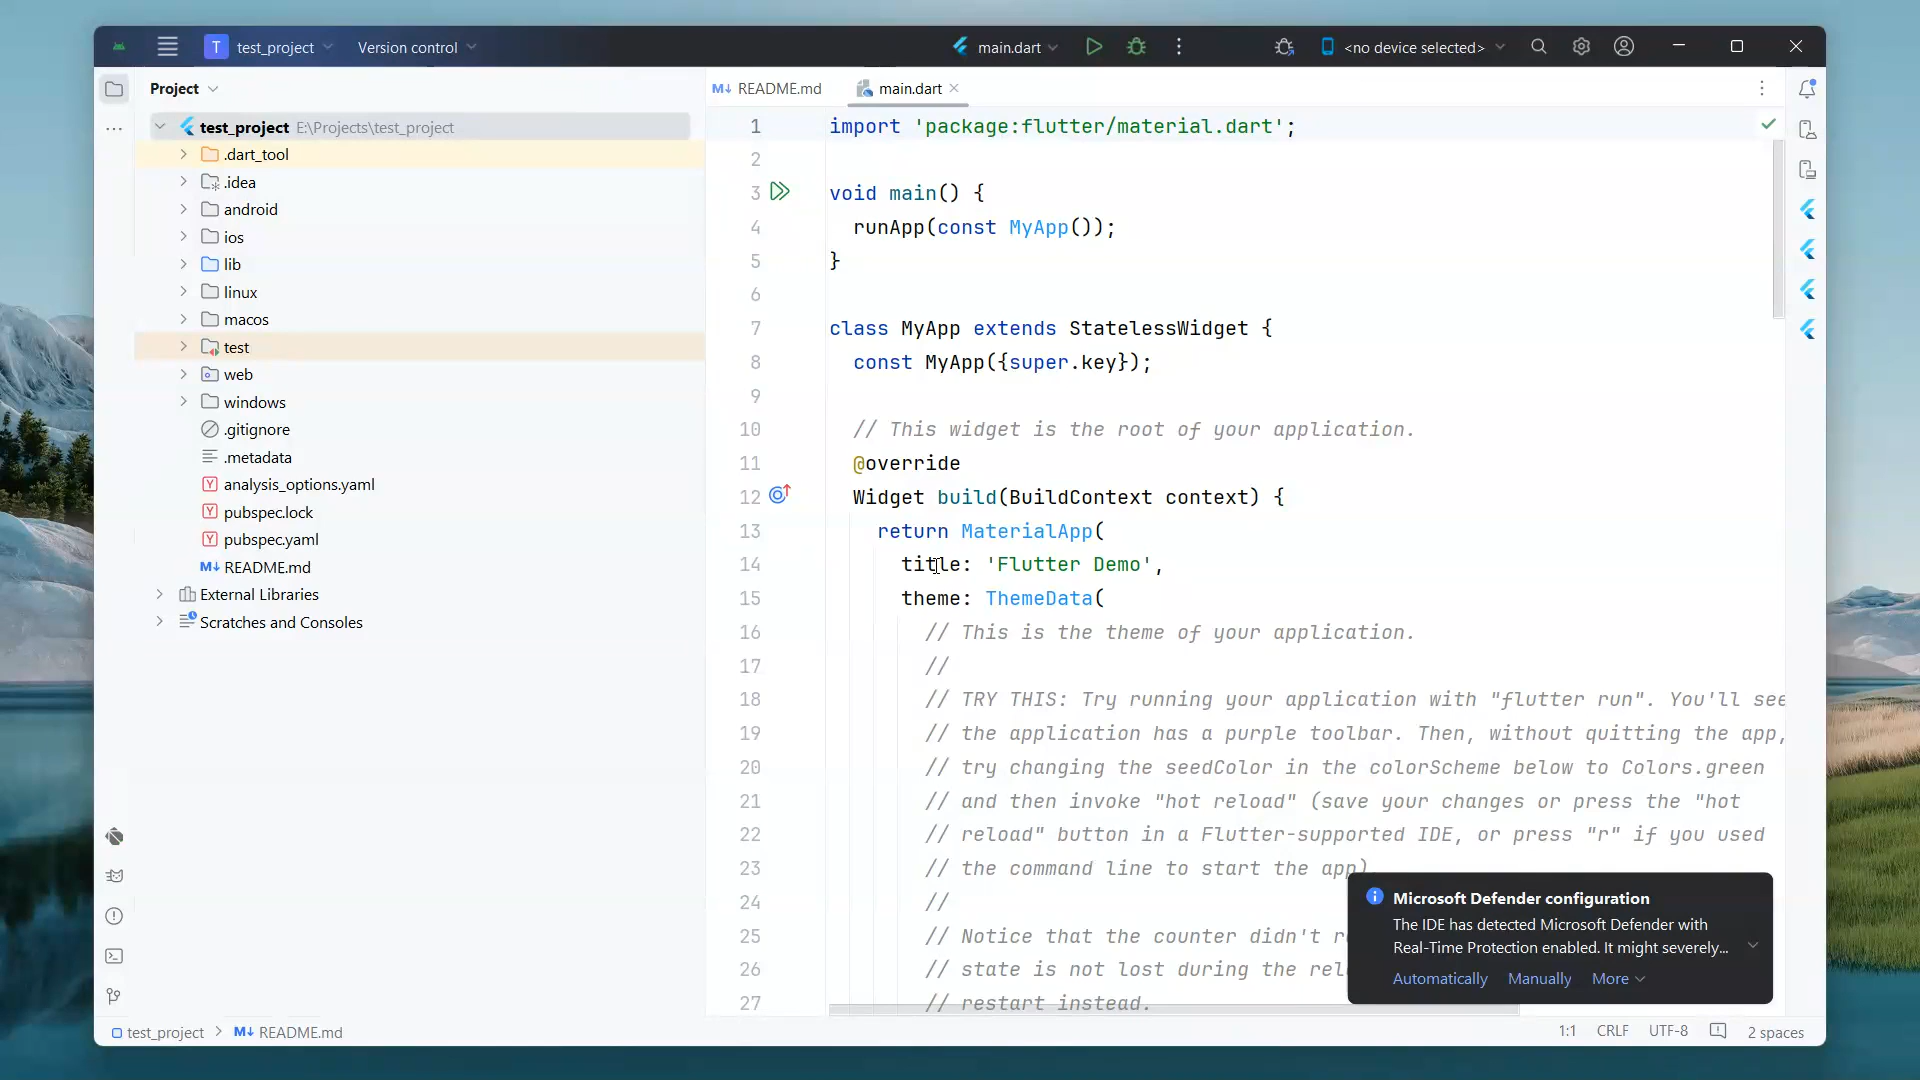 T test_project Version control main.dart <no device selected>
Project
test_project E:\Projects\test_project
.dart_tool
.idea
android
ios
lib
linux
macos
test
web
windows
.gitignore
.metadata
analysis_options.yaml
pubspec.lock
pubspec.yaml
M↓ README.md
External Libraries
Scratches and Consoles
M↓ README.md main.dart
1 import 'package:flutter/material.dart';
2
3 void main() {
4 runApp(const MyApp());
5 }
6
7 class MyApp extends StatelessWidget {
8 const MyApp({super.key});
9
10 // This widget is the root of your application.
11 @override
12 Widget build(BuildContext context) {
13 return MaterialApp(
14 title: 'Flutter Demo',
15 theme: ThemeData(
16 // This is the theme of your application.
17 //
18 // TRY THIS: Try running your application with "flutter run". You'll see
19 // the application has a purple toolbar. Then, without quitting the app,
20 // try changing the seedColor in the colorScheme below to Colors.green
21 // and then invoke "hot reload" (save your changes or press the "hot
22 // reload" button in a Flutter-supported IDE, or press "r" if you used
23 // the command line to start the app)
24 //
25 // Notice that the counter didn't
26 // state is not lost during the
27 // restart instead.
Microsoft Defender configuration
The IDE has detected Microsoft Defender with
Real-Time Protection enabled. It might severely...
Automatically Manually More
test_project > M↓ README.md
1:1 CRLF UTF-8 2 spaces